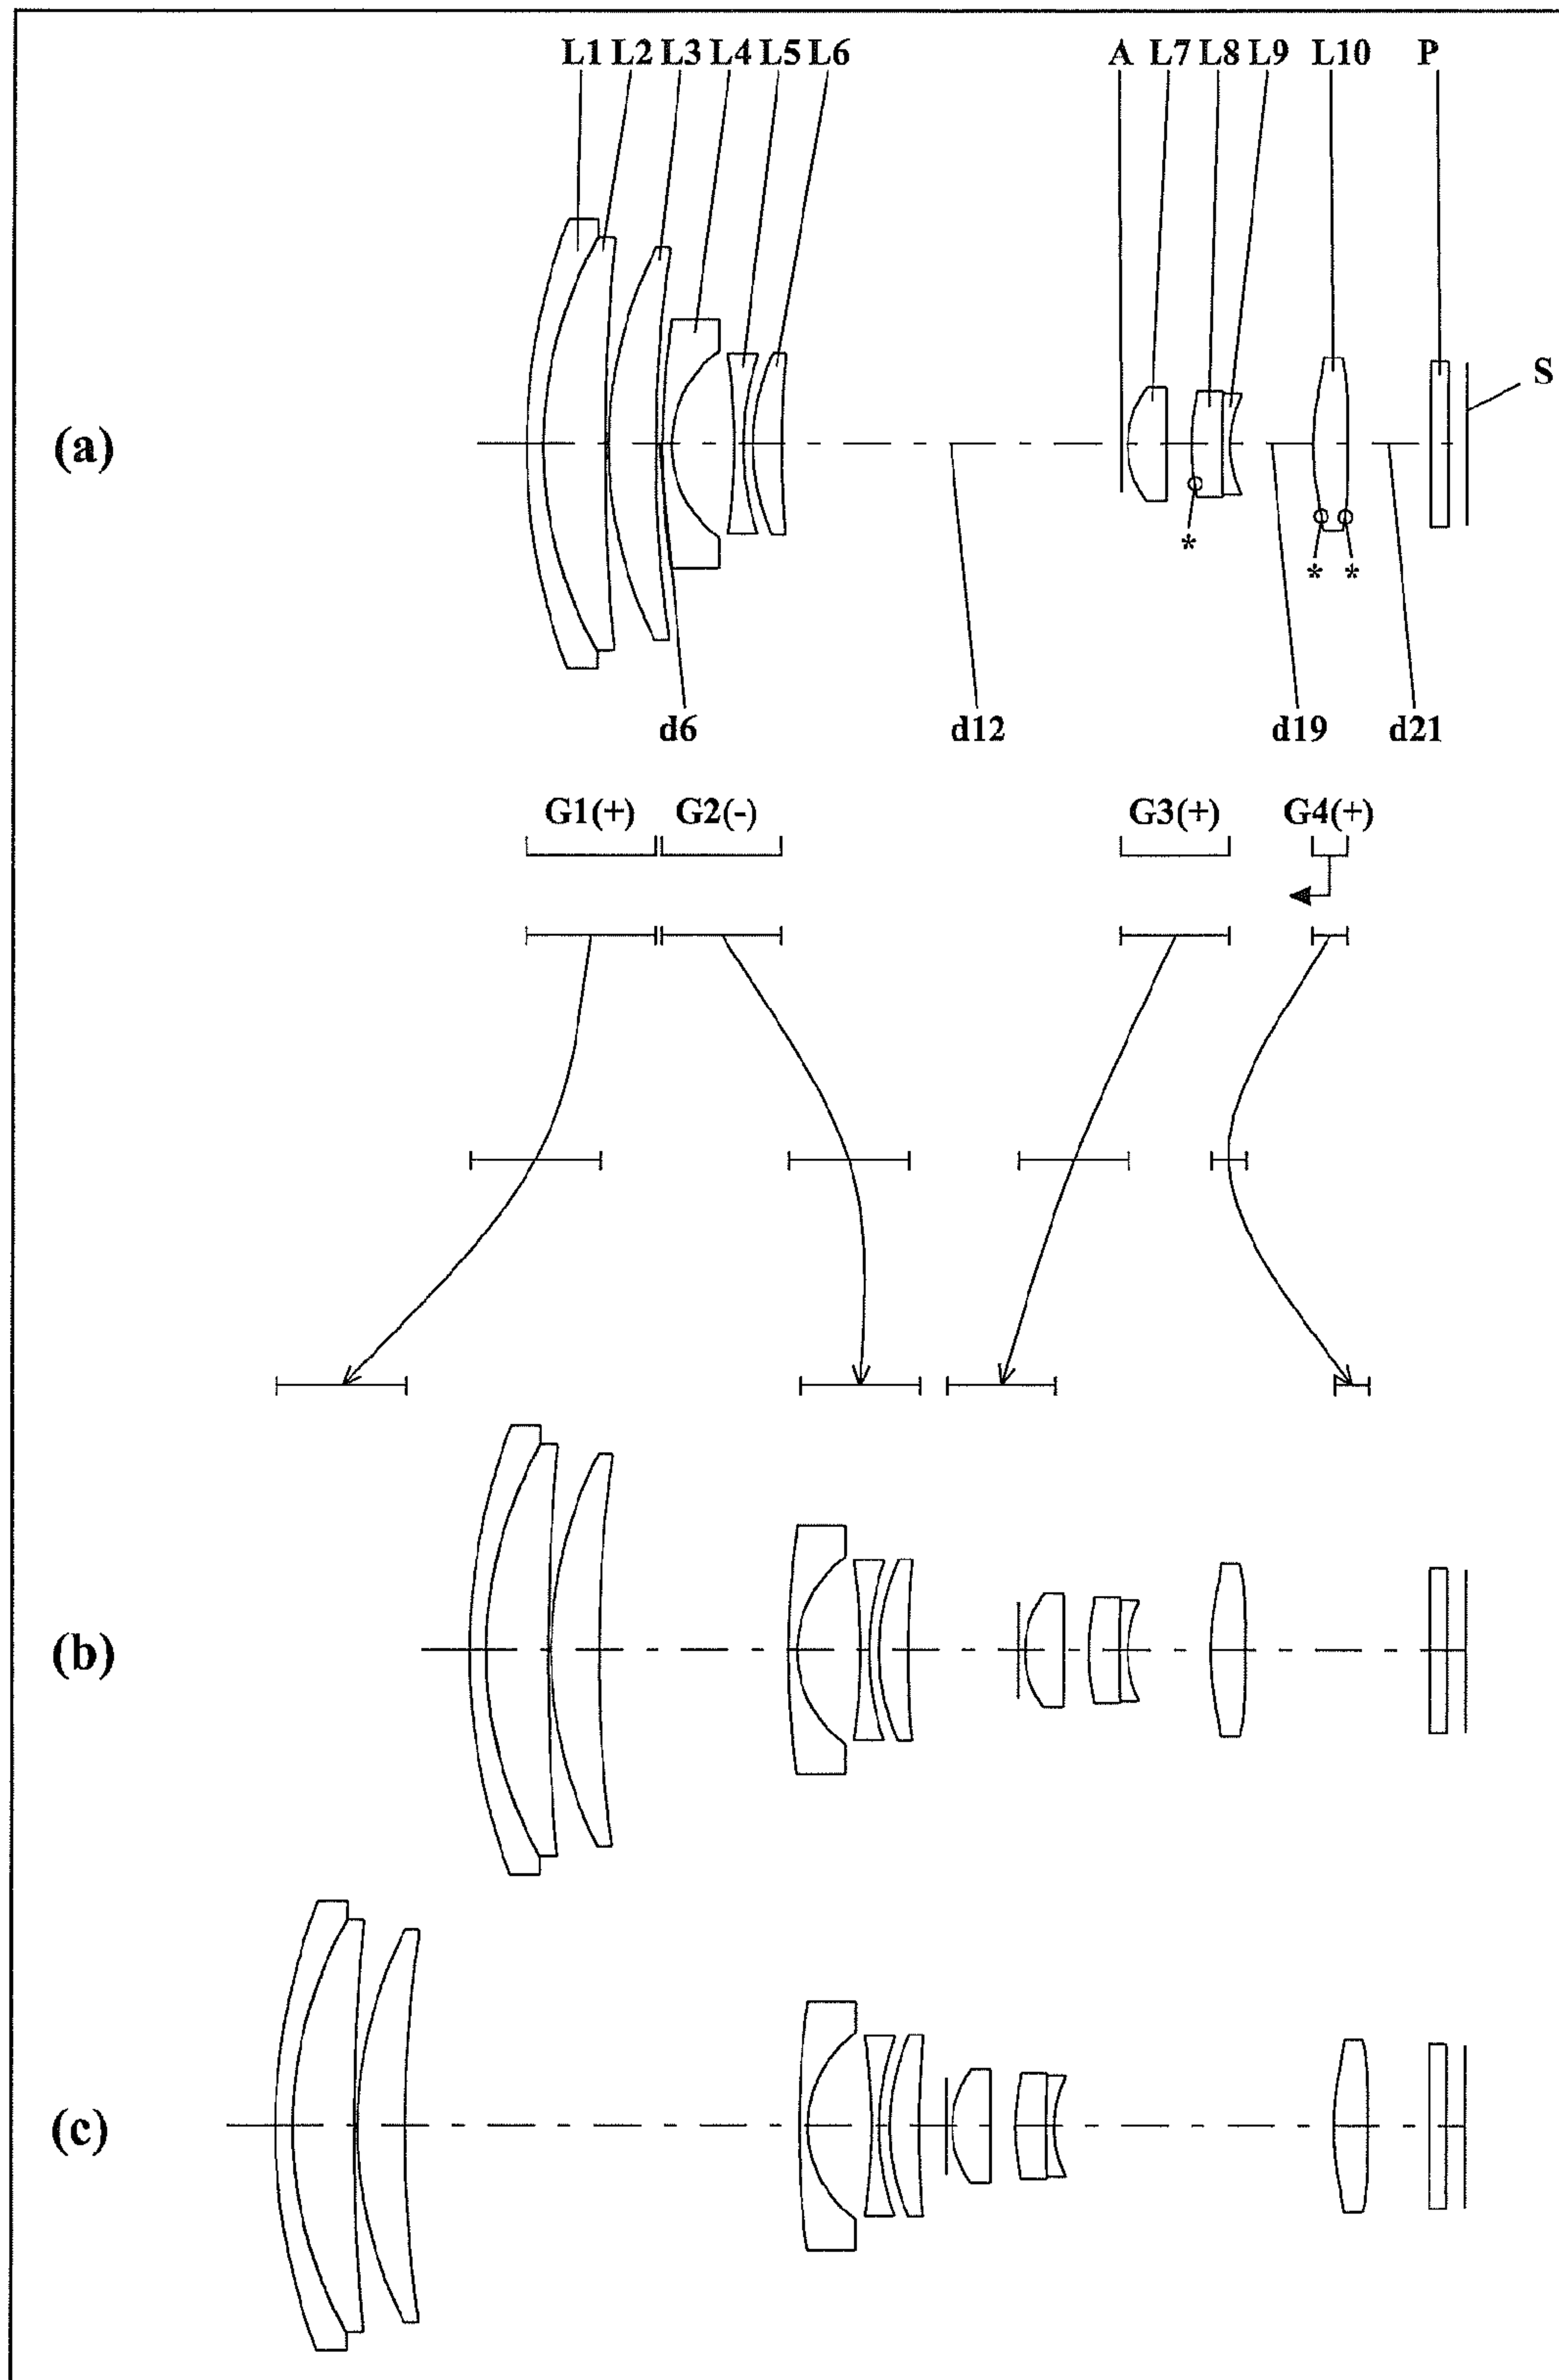 L1 L2 L3 L4 L5 L6 A L7 L8 L9 L10 P
S
(a)
* * *
d6 d12 d19 d21
G1(+) G2(-) G3(+) G4(+)
(b)
(c)